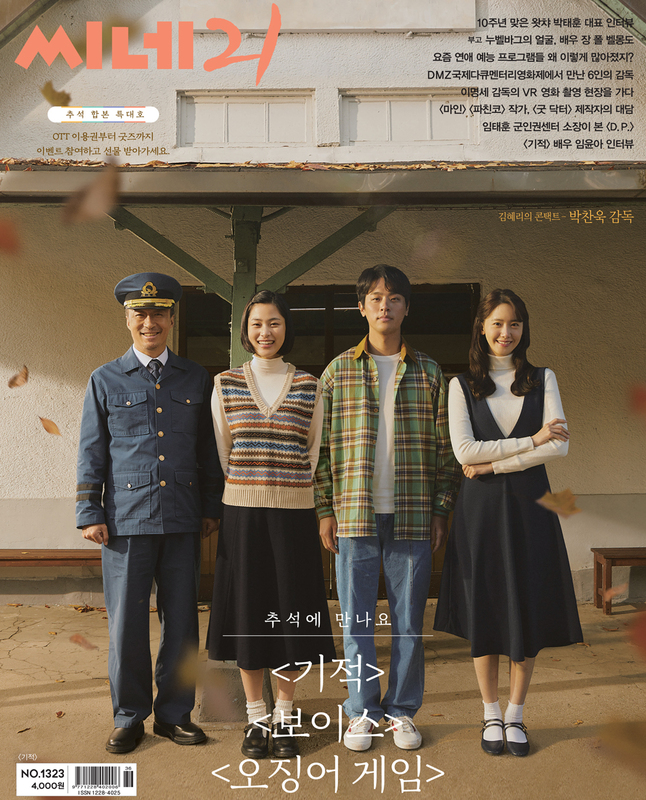 씨네21
추석 합본 특대호
OTT 이용권부터 굿즈까지
이벤트 참여하고 선물 받아가세요.
10주년 맞은 왓챠 박태훈 대표 인터뷰
부고 누벨바그의 얼굴, 배우 장 폴 벨몽도
요즘 연애 예능 프로그램들 왜 이렇게 많아졌지?
DMZ국제다큐멘터리영화제에서 만난 6인의 감독
이명세 감독의 VR 영화 촬영 현장을 가다
<마인> <파친코> 작가, <굿 닥터> 제작자의 대담
임태훈 군인권센터 소장이 본 <D.P.>
<기적> 배우 임윤아 인터뷰
김혜리의 콘택트 - 박찬욱 감독
추석에 만나요
<기적>
<보이스>
<오징어 게임>
<기적>
NO.1323
4,000원
36
9 771228 402006
ISSN 1228-4025